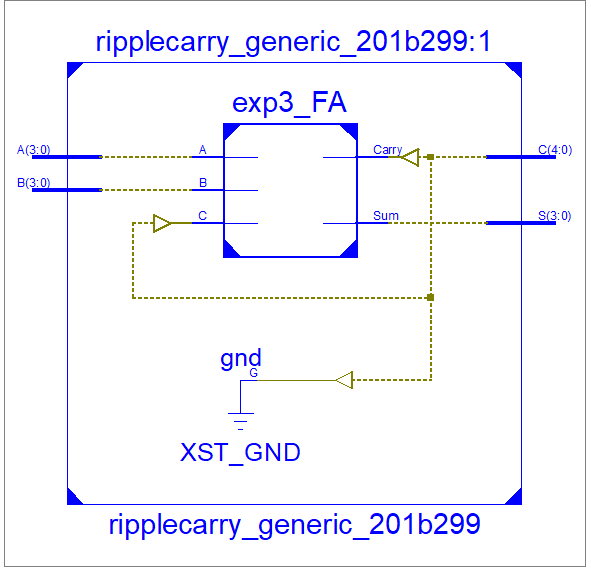 ripplecarry_generic_201b299:1
exp3_FA
A(3:0)
A
Carry
C(4:0)
B(3:0)
B
C
Sum
S(3:0)
gnd
G
XST_GND
ripplecarry_generic_201b299